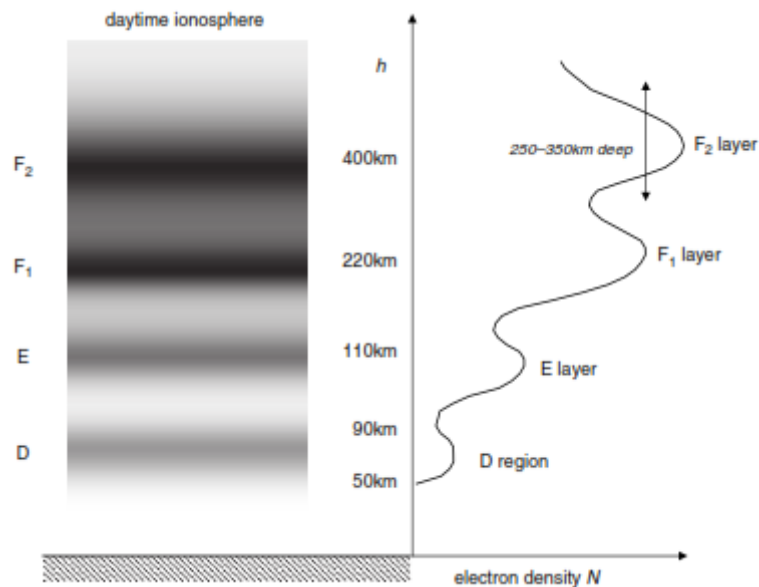 daytime ionosphere
h
F₂
400km
250–350km deep
F₂ layer
F₁
220km
F₁ layer
E
110km
E layer
90km
D
D region
50km
electron density N